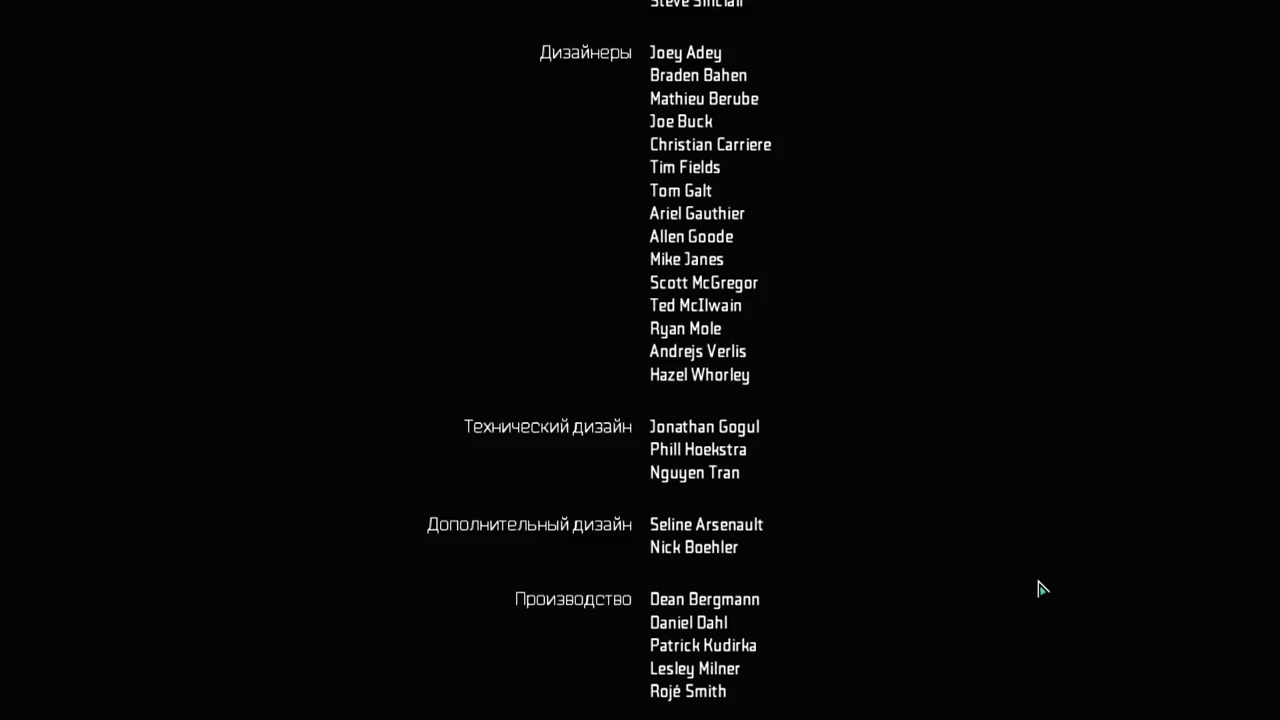 Steve Sinclair
Дизайнеры Joey Adey
Braden Bahen
Mathieu Berube
Joe Buck
Christian Carriere
Tim Fields
Tom Galt
Ariel Gauthier
Allen Goode
Mike Janes
Scott McGregor
Ted McIlwain
Ryan Mole
Andrejs Verlis
Hazel Whorley
Технический дизайн Jonathan Gogul
Phill Hoekstra
Nguyen Tran
Дополнительный дизайн Seline Arsenault
Nick Boehler
Производство Dean Bergmann
Daniel Dahl
Patrick Kudirka
Lesley Milner
Rojé Smith